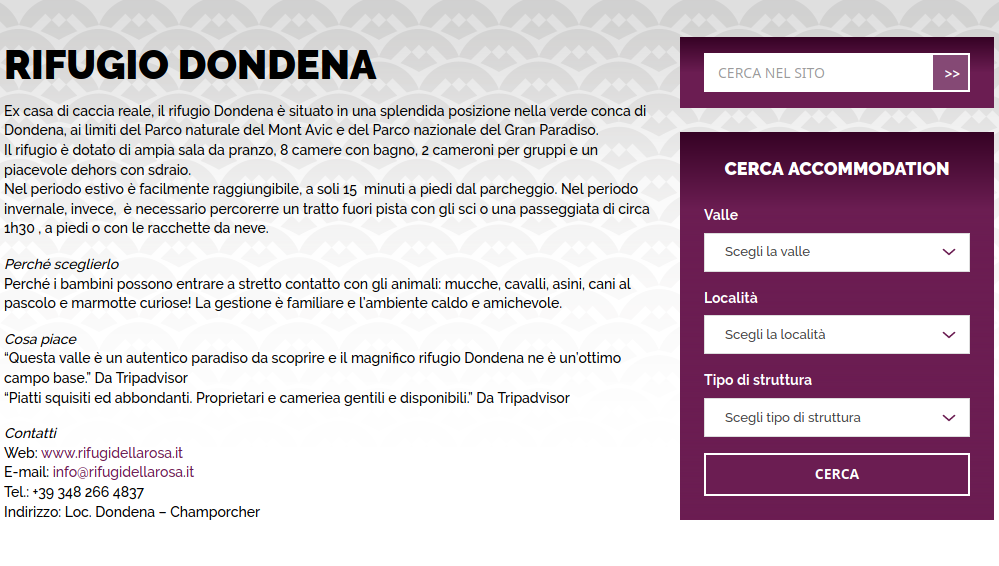 RIFUGIO DONDENA
Ex casa di caccia reale, il rifugio Dondena è situato in una splendida posizione nella verde conca di
Dondena, ai limiti del Parco naturale del Mont Avic e del Parco nazionale del Gran Paradiso.
Il rifugio è dotato di ampia sala da pranzo, 8 camere con bagno, 2 cameroni per gruppi e un
piacevole dehors con sdraio.
Nel periodo estivo è facilmente raggiungibile, a soli 15 minuti a piedi dal parcheggio. Nel periodo
invernale, invece, è necessario percorerre un tratto fuori pista con gli sci o una passeggiata di circa
1h30 , a piedi o con le racchette da neve.
Perché sceglierlo
Perché i bambini possono entrare a stretto contatto con gli animali: mucche, cavalli, asini, cani al
pascolo e marmotte curiose! La gestione è familiare e l'ambiente caldo e amichevole.
Cosa piace
“Questa valle è un autentico paradiso da scoprire e il magnifico rifugio Dondena ne è un'ottimo
campo base.” Da Tripadvisor
“Piatti squisiti ed abbondanti. Proprietari e cameriea gentili e disponibili.” Da Tripadvisor
Contatti
Web: www.rifugidellarosa.it
E-mail: info@rifugidellarosa.it
Tel.: +39 348 266 4837
Indirizzo: Loc. Dondena – Champorcher
CERCA NEL SITO >>
CERCA ACCOMMODATION
Valle
Scegli la valle
Località
Scegli la località
Tipo di struttura
Scegli tipo di struttura
CERCA